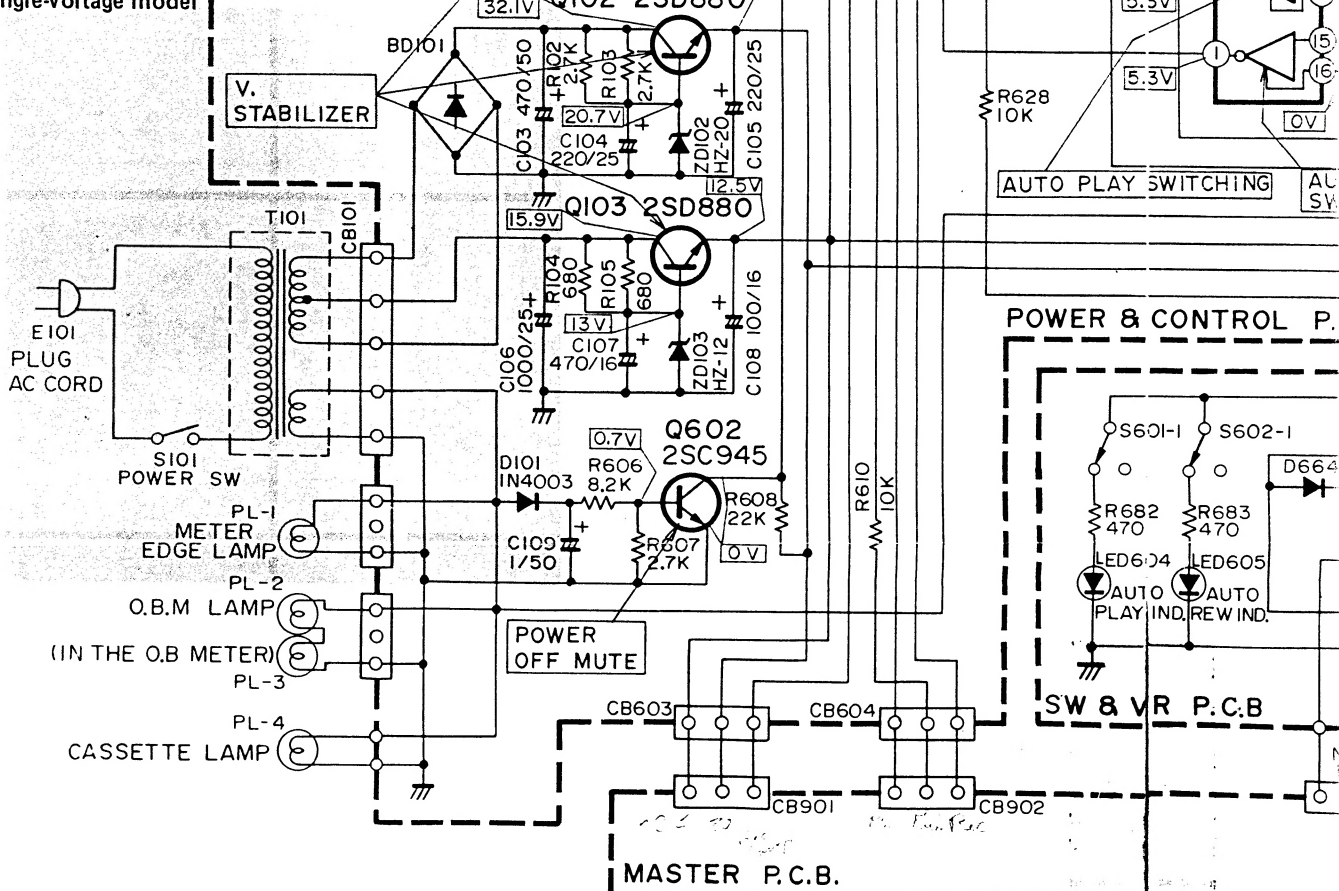 ngle-voltage model
32.1V
Q102 2SD880
5.5V
BD101
V.
STABILIZER
C103 470/50
R102
2.7K
R103
2.7K
20.7V
C104
220/25
ZD102
HZ-20
C105 220/25
12.5V
R628
10K
1
5.3V
15
16
0V
AUTO PLAY SWITCHING
T101
CB101
15.9V
Q103 2SD880
R104
680
R105
680
13V
C106
1000/25
C107
470/16
ZD103
HZ-12
C108 100/16
E101
PLUG
AC CORD
S101
POWER SW
POWER & CONTROL P.
0.7V
Q602
2SC945
D101
IN4003
R606
8.2K
R608
22K
R610
10K
C109
1/50
R607
2.7K
0V
S601-1
S602-1
D664
R682
470
R683
470
LED604
AUTO
PLAY IND.
LED605
AUTO
REW IND.
PL-1
METER
EDGE LAMP
PL-2
O.B.M LAMP
(IN THE O.B METER)
PL-3
PL-4
CASSETTE LAMP
POWER
OFF MUTE
CB603
CB604
SW & VR P.C.B
CB901
CB902
MASTER P.C.B.